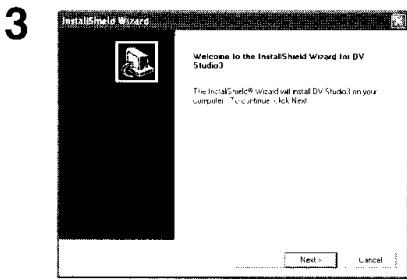 3
InstallShield Wizard
Welcome to the InstallShield Wizard for DV
Studio3
The InstallShield® Wizard will install DV Studio3 on your
computer. To continue, click Next.
Next >
Cancel